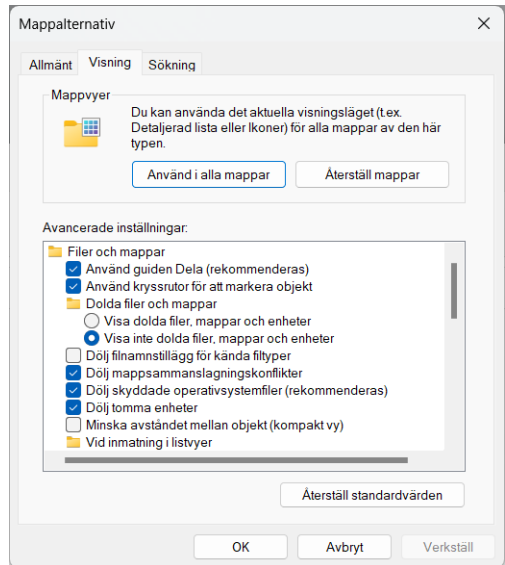 Mappalternativ
Allmänt Visning Sökning
Mappvyer
Du kan använda det aktuella visningsläget (t.ex.
Detaljerad lista eller Ikoner) för alla mappar av den här
typen.
Använd i alla mappar Återställ mappar
Avancerade inställningar:
Filer och mappar
Använd guiden Dela (rekommenderas)
Använd kryssrutor för att markera objekt
Dolda filer och mappar
Visa dolda filer, mappar och enheter
Visa inte dolda filer, mappar och enheter
Dölj filnamnstillägg för kända filtyper
Dölj mappsammanslagningskonflikter
Dölj skyddade operativsystemfiler (rekommenderas)
Dölj tomma enheter
Minska avståndet mellan objekt (kompakt vy)
Vid inmatning i listvyer
Återställ standardvärden
OK Avbryt Verkställ